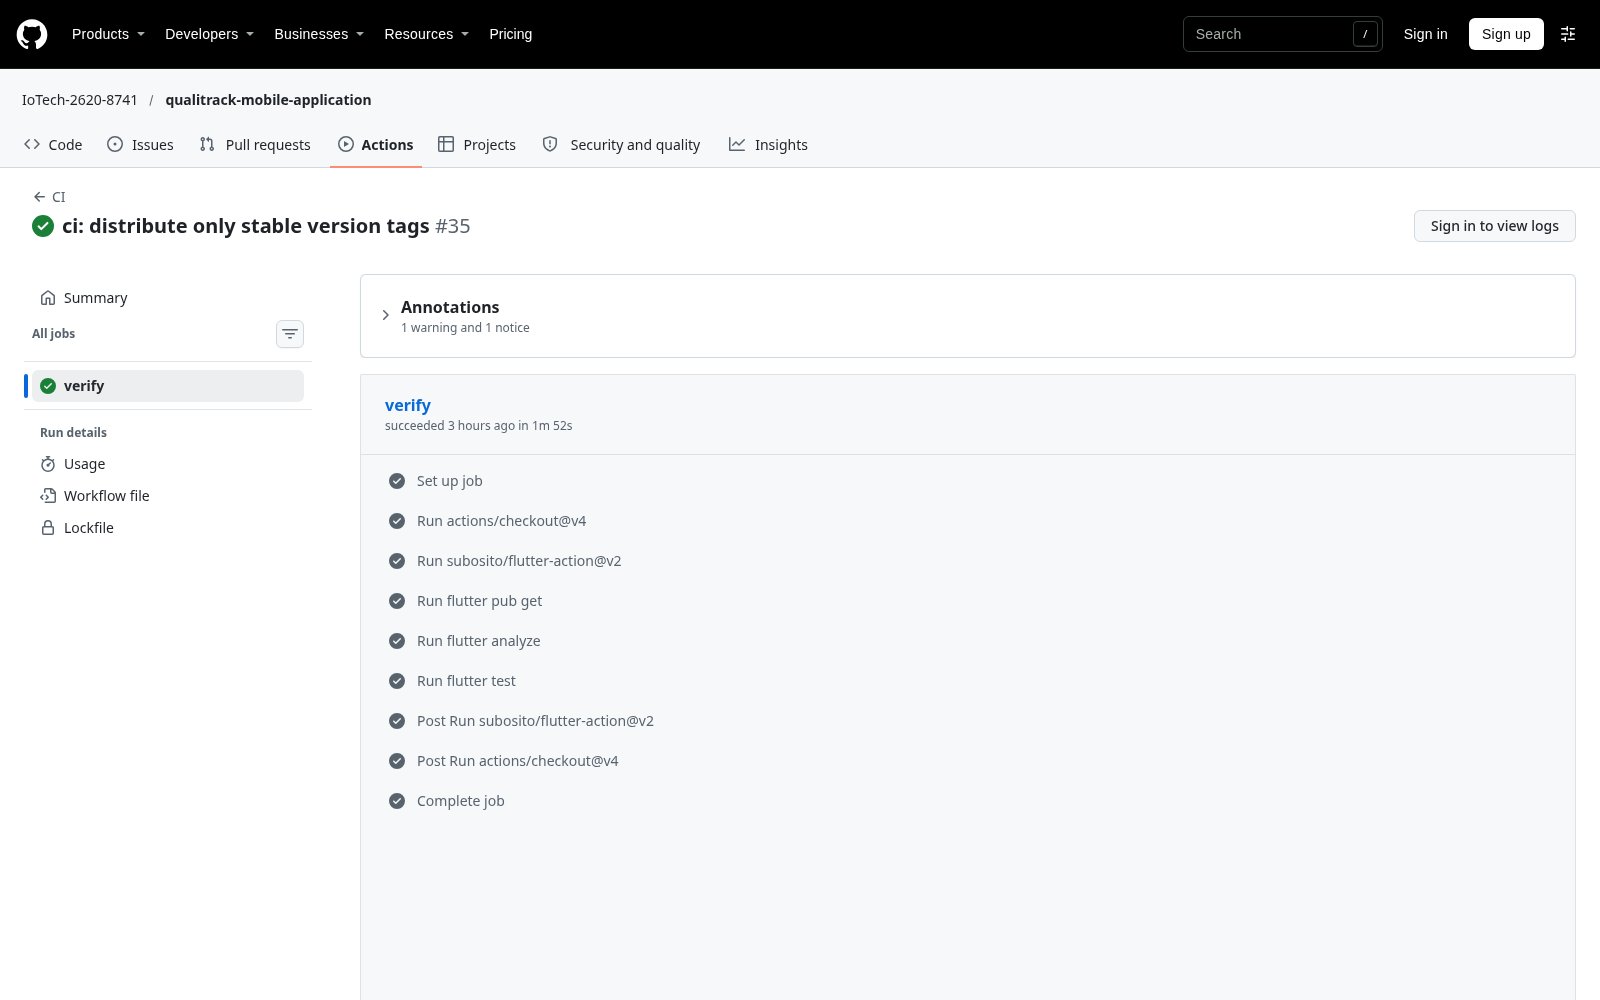 Products Developers Businesses Resources Pricing Search / Sign in Sign up
IoTech-2620-8741 / qualitrack-mobile-application
Code Issues Pull requests Actions Projects Security and quality Insights
CI
ci: distribute only stable version tags #35
Sign in to view logs
Summary
All jobs
verify
Run details
Usage
Workflow file
Lockfile
Annotations
1 warning and 1 notice
verify
succeeded 3 hours ago in 1m 52s
Set up job
Run actions/checkout@v4
Run subosito/flutter-action@v2
Run flutter pub get
Run flutter analyze
Run flutter test
Post Run subosito/flutter-action@v2
Post Run actions/checkout@v4
Complete job